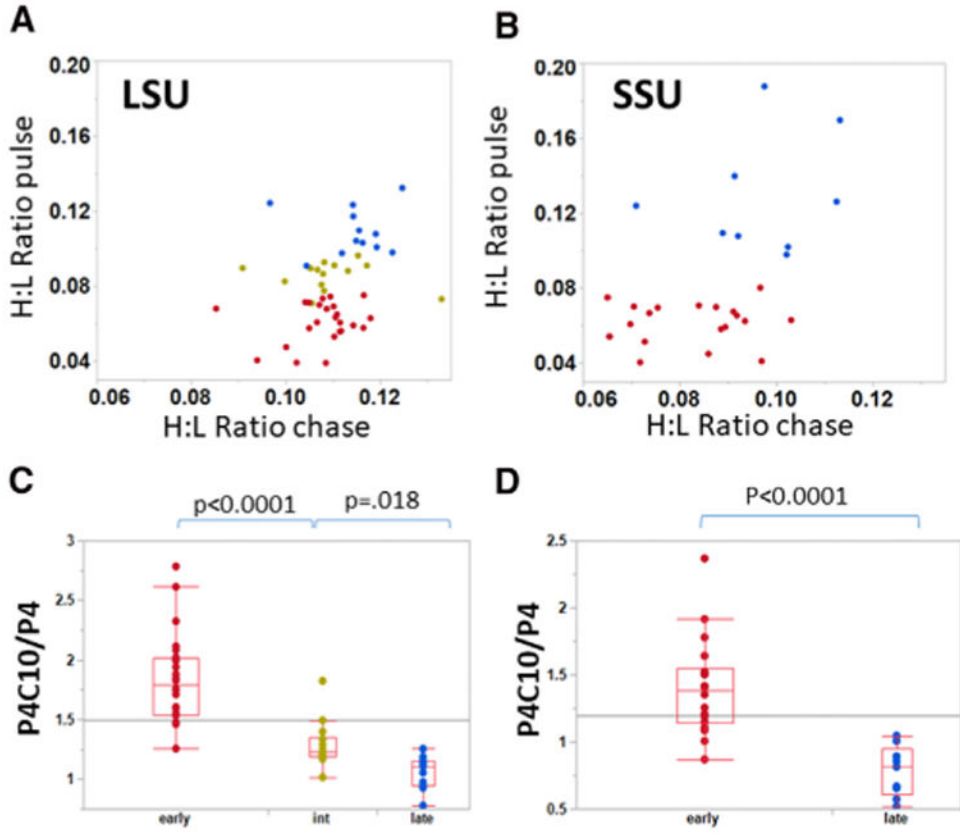 A
B
0.20
0.16
0.12
0.08
0.04
H:L Ratio pulse
LSU
0.06 0.08 0.10 0.12
H:L Ratio chase
0.20
0.16
0.12
0.08
0.04
H:L Ratio pulse
SSU
0.06 0.08 0.10 0.12
H:L Ratio chase
C
D
p<0.0001 p=.018
3
2.5
2
1.5
1
P4C10/P4
early int late
P<0.0001
2.5
2
1.5
1
0.5
P4C10/P4
early late